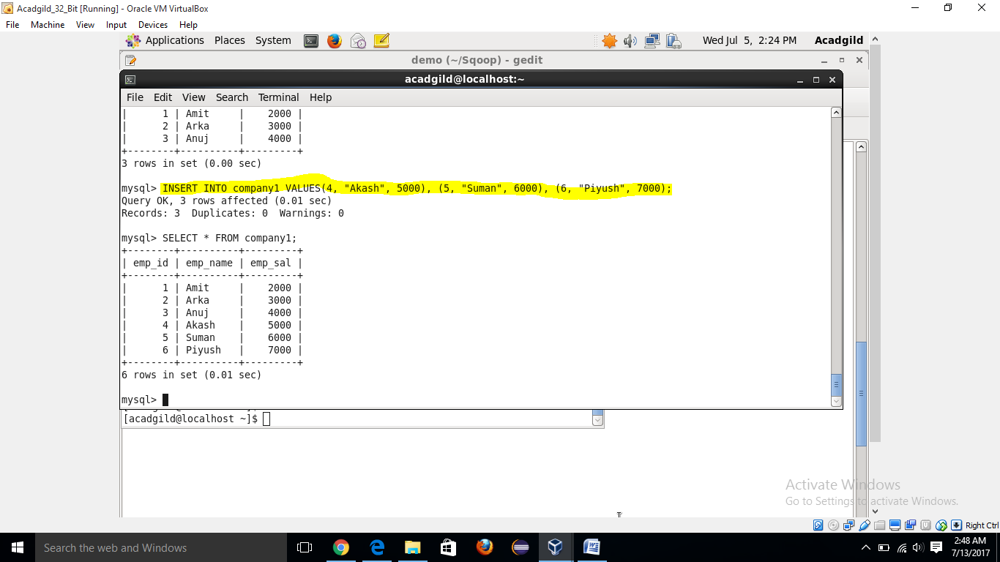 Acadgild_32_Bit [Running] - Oracle VM VirtualBox
File Machine View Input Devices Help
Applications Places System Wed Jul 5, 2:24 PM Acadgild
demo (~/Sqoop) - gedit
acadgild@localhost:~
File Edit View Search Terminal Help
| 1 | Amit | 2000 |
| 2 | Arka | 3000 |
| 3 | Anuj | 4000 |
+--------+----------+---------+
3 rows in set (0.00 sec)
mysql> INSERT INTO company1 VALUES(4, "Akash", 5000), (5, "Suman", 6000), (6, "Piyush", 7000);
Query OK, 3 rows affected (0.01 sec)
Records: 3 Duplicates: 0 Warnings: 0
mysql> SELECT * FROM company1;
+--------+----------+---------+
| emp_id | emp_name | emp_sal |
+--------+----------+---------+
| 1 | Amit | 2000 |
| 2 | Arka | 3000 |
| 3 | Anuj | 4000 |
| 4 | Akash | 5000 |
| 5 | Suman | 6000 |
| 6 | Piyush | 7000 |
+--------+----------+---------+
6 rows in set (0.01 sec)
mysql>
[acadgild@localhost ~]$
Activate Windows
Go to Settings to activate Windows.
Right Ctrl
Search the web and Windows
2:48 AM
7/13/2017